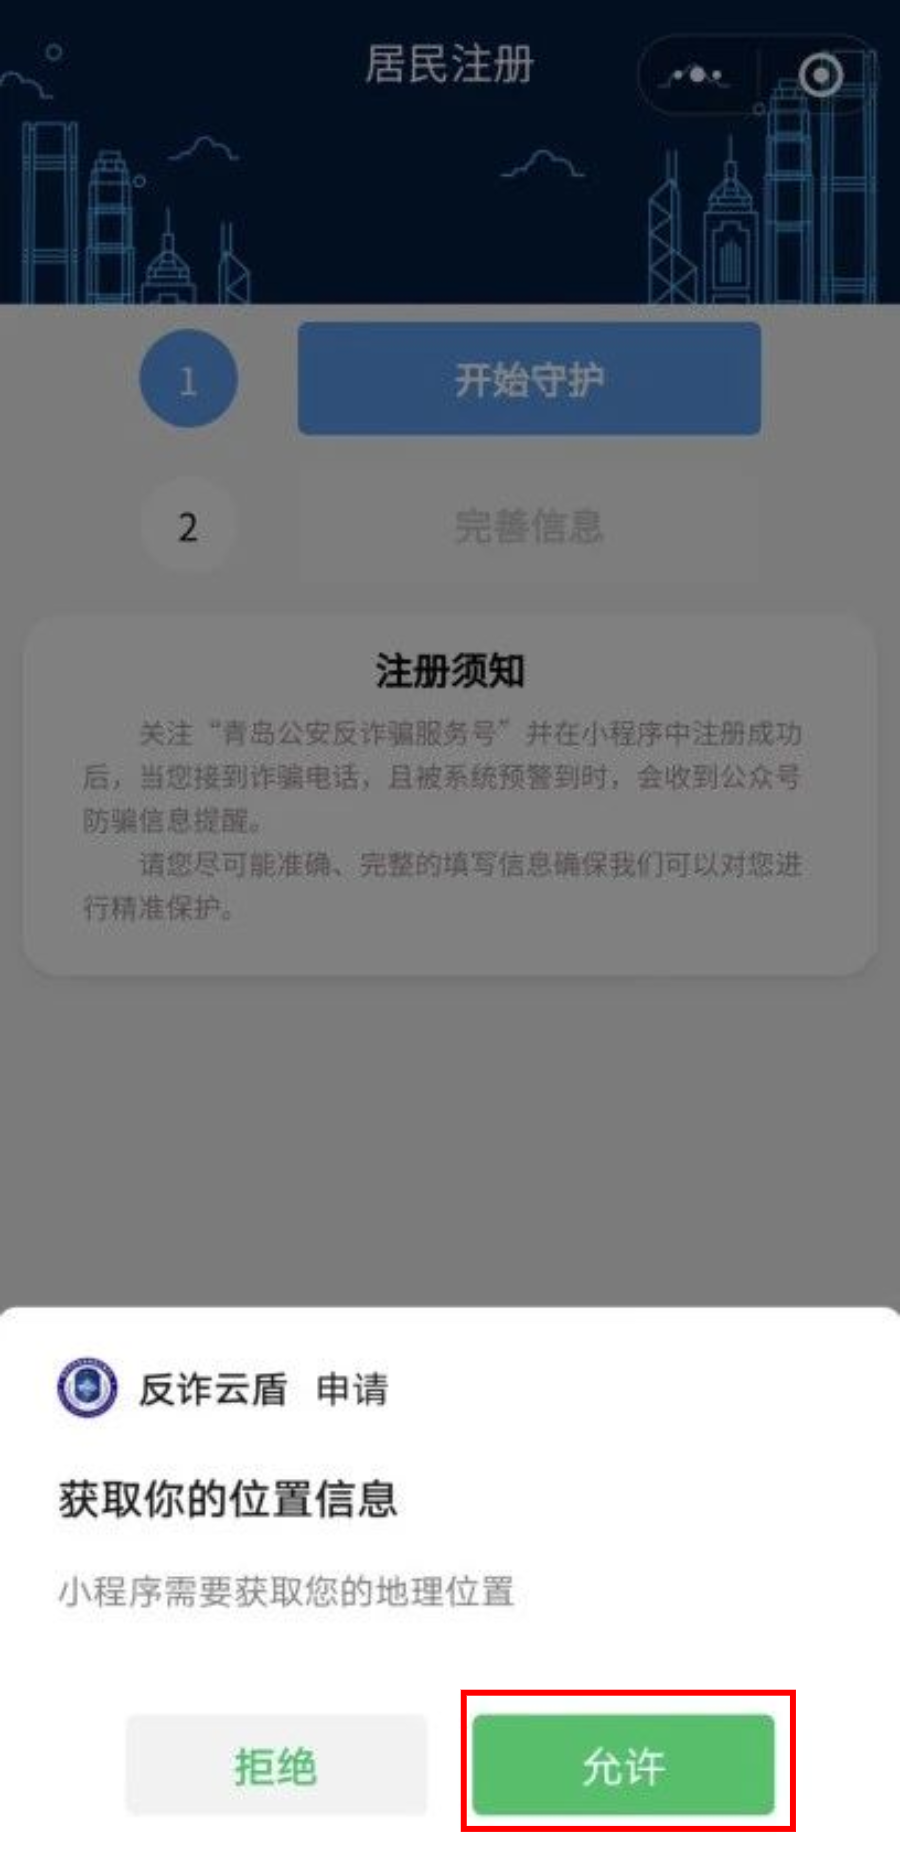 居民注册
1
开始守护
2
完善信息
注册须知
关注“青岛公安反诈骗服务号”并在小程序中注册成功
后，当您接到诈骗电话，且被系统预警到时，会收到公众号
防骗信息提醒。
请您尽可能准确、完整的填写信息确保我们可以对您进
行精准保护。
反诈云盾 申请
获取你的位置信息
小程序需要获取您的地理位置
拒绝
允许